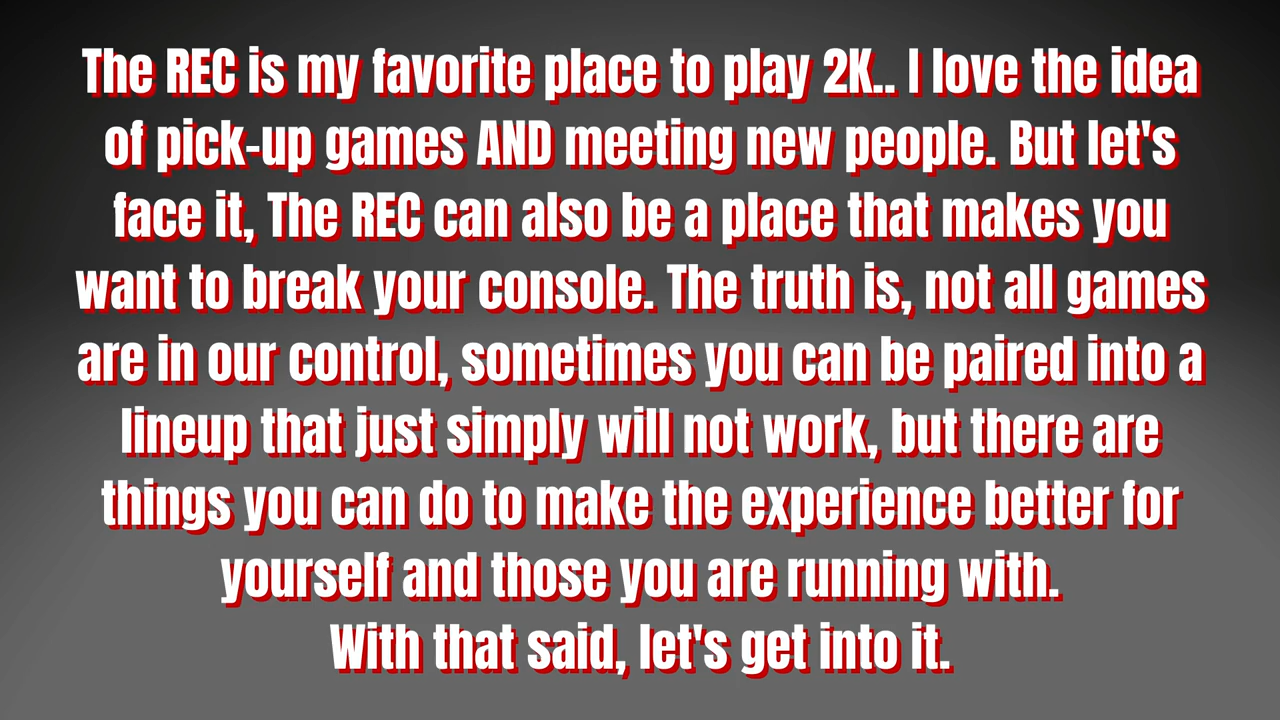 The REC is my favorite place to play 2K.. I love the idea
of pick-up games AND meeting new people. But let's
face it, The REC can also be a place that makes you
want to break your console. The truth is, not all games
are in our control, sometimes you can be paired into a
lineup that just simply will not work, but there are
things you can do to make the experience better for
yourself and those you are running with.
With that said, let's get into it.